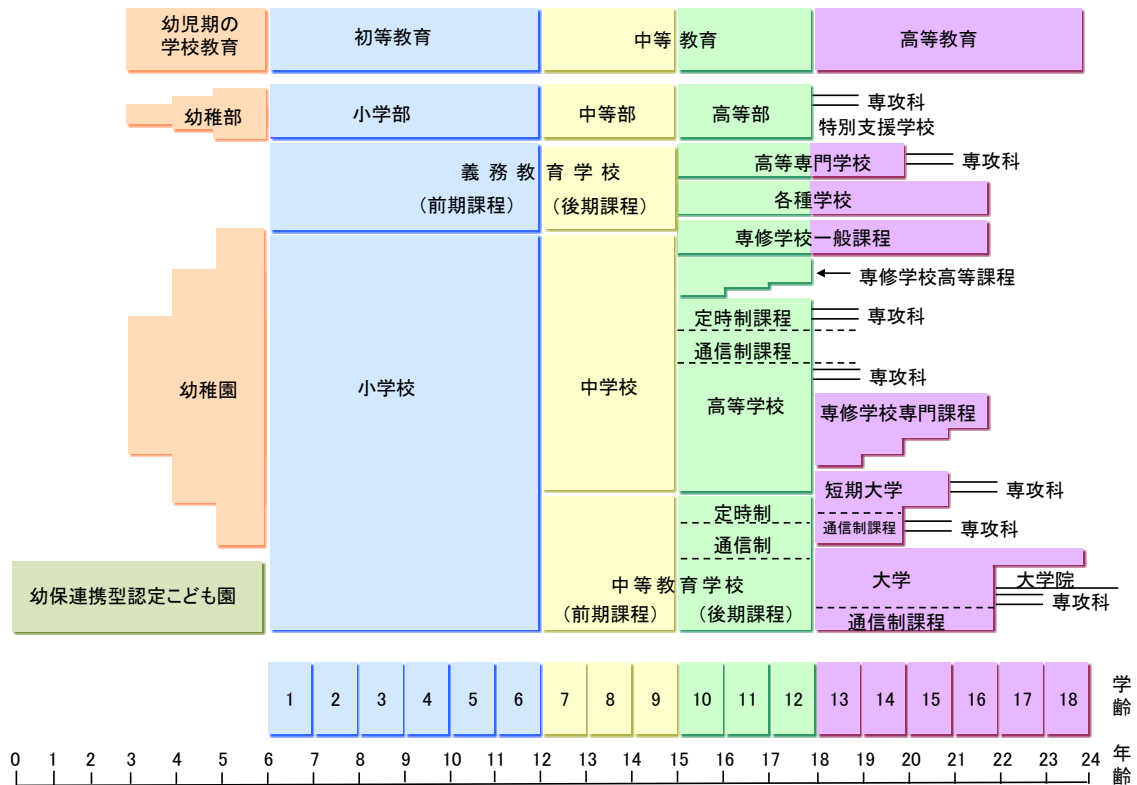 幼児期の
学校教育
初等教育
中等教育
高等教育
幼稚部
小学部
中等部
高等部
専攻科
特別支援学校
義務教育学校
(前期課程)
(後期課程)
高等専門学校
専攻科
各種学校
専修学校一般課程
専修学校高等課程
定時制課程
専攻科
通信制課程
専攻科
幼稚園
小学校
中学校
高等学校
専修学校専門課程
短期大学
専攻科
通信制課程
専攻科
定時制
通信制
中等教育学校
(前期課程)
(後期課程)
大学
大学院
専攻科
通信制課程
幼保連携型認定こども園
1 2 3 4 5 6 7 8 9 10 11 12 13 14 15 16 17 18
学齢
0 1 2 3 4 5 6 7 8 9 10 11 12 13 14 15 16 17 18 19 20 21 22 23 24
年齢